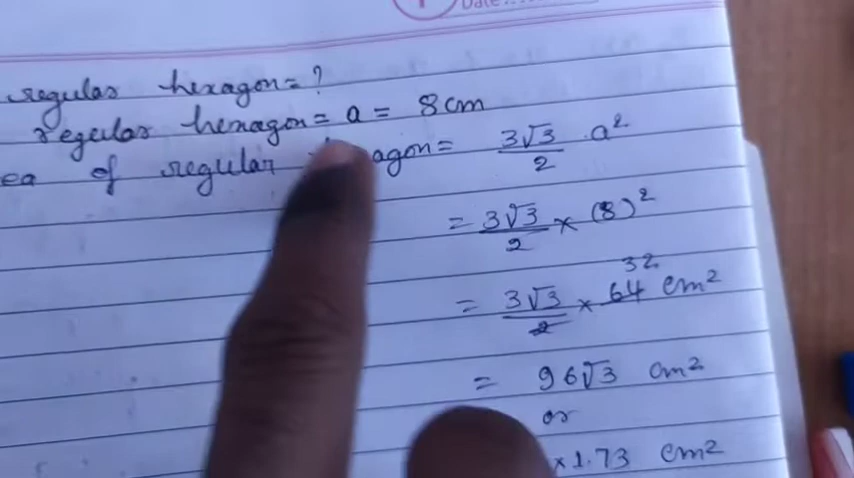 Date
regular hexagon = ?
regular hexagon = a = 8 cm
ea of regular agon = 3√3/2 · a²
= 3√3/2 × (8)²
= 3√3/2 × 64 32 cm²
= 96√3 cm²
or
× 1.73 cm²